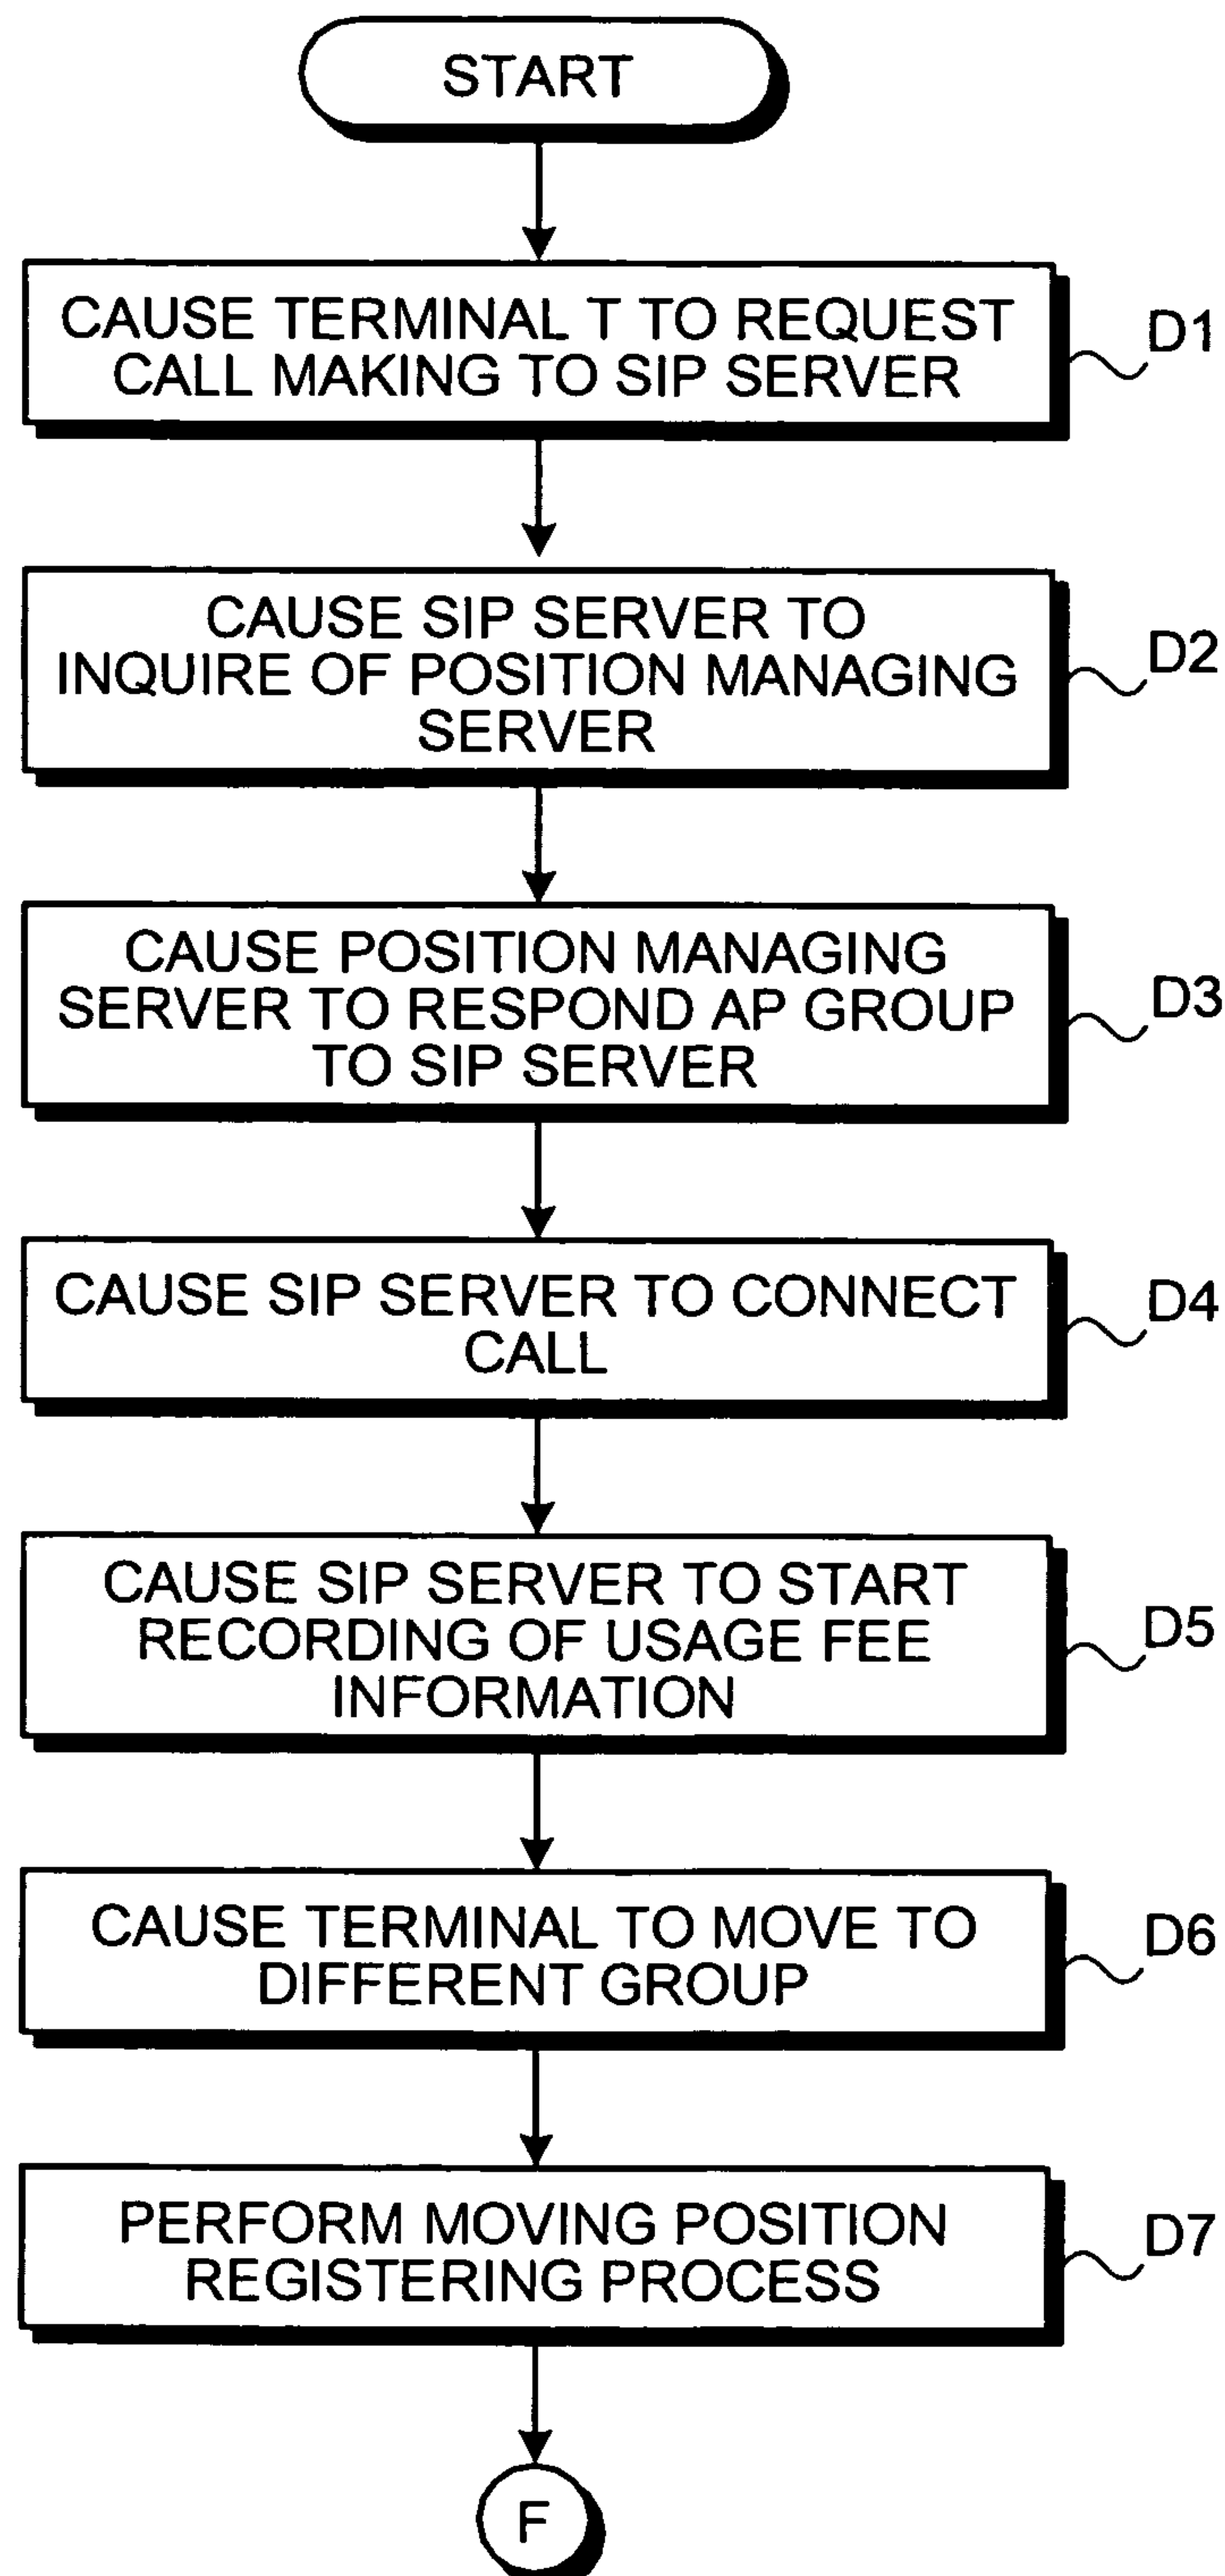 START
CAUSE TERMINAL T TO REQUEST
CALL MAKING TO SIP SERVER
D1
CAUSE SIP SERVER TO
INQUIRE OF POSITION MANAGING
SERVER
D2
CAUSE POSITION MANAGING
SERVER TO RESPOND AP GROUP
TO SIP SERVER
D3
CAUSE SIP SERVER TO CONNECT
CALL
D4
CAUSE SIP SERVER TO START
RECORDING OF USAGE FEE
INFORMATION
D5
CAUSE TERMINAL TO MOVE TO
DIFFERENT GROUP
D6
PERFORM MOVING POSITION
REGISTERING PROCESS
D7
F